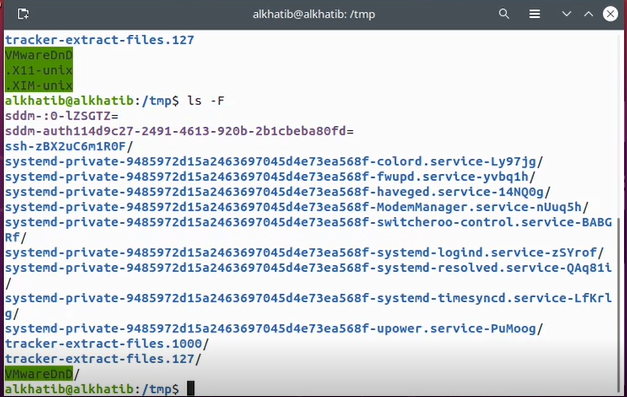 alkhatib@alkhatib: /tmp
tracker-extract-files.127
VMwareDnD
.X11-unix
.XIM-unix
alkhatib@alkhatib:/tmp$ ls -F
sddm-:0-lZSGTZ=
sddm-auth114d9c27-2491-4613-920b-2b1cbeba80fd=
ssh-zBX2uC6m1R0F/
systemd-private-9485972d15a2463697045d4e73ea568f-colord.service-Ly97jg/
systemd-private-9485972d15a2463697045d4e73ea568f-fwupd.service-yvbq1h/
systemd-private-9485972d15a2463697045d4e73ea568f-haveged.service-14NQ0g/
systemd-private-9485972d15a2463697045d4e73ea568f-ModemManager.service-nUuq5h/
systemd-private-9485972d15a2463697045d4e73ea568f-switcheroo-control.service-BABG
Rf/
systemd-private-9485972d15a2463697045d4e73ea568f-systemd-logind.service-zSYrof/
systemd-private-9485972d15a2463697045d4e73ea568f-systemd-resolved.service-QAq81i
/
systemd-private-9485972d15a2463697045d4e73ea568f-systemd-timesyncd.service-LfKrl
g/
systemd-private-9485972d15a2463697045d4e73ea568f-upower.service-PuMoog/
tracker-extract-files.1000/
tracker-extract-files.127/
VMwareDnD/
alkhatib@alkhatib:/tmp$